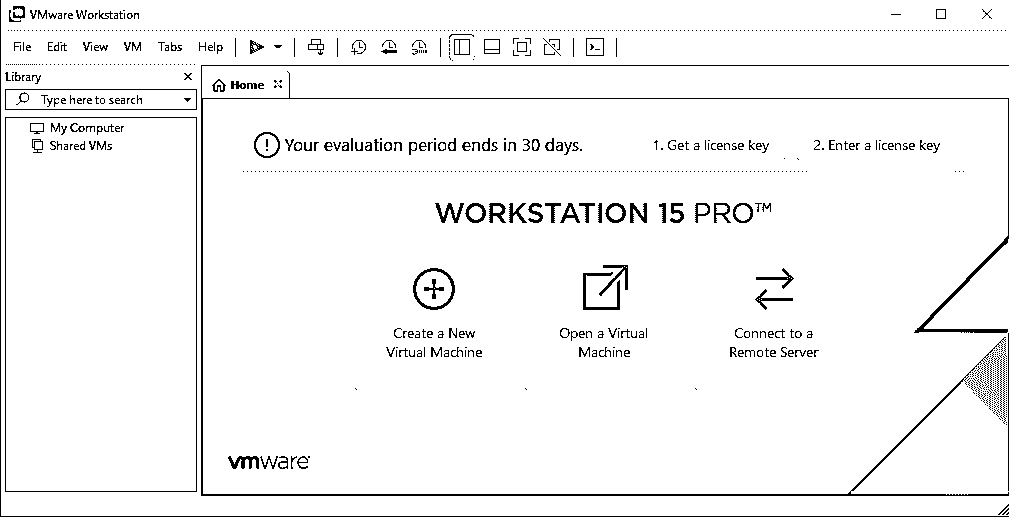 VMware Workstation
File Edit View VM Tabs Help
Library
Type here to search
My Computer
Shared VMs
Home
Your evaluation period ends in 30 days.
1. Get a license key
2. Enter a license key
WORKSTATION 15 PRO™
Create a New
Virtual Machine
Open a Virtual
Machine
Connect to a
Remote Server
vmware